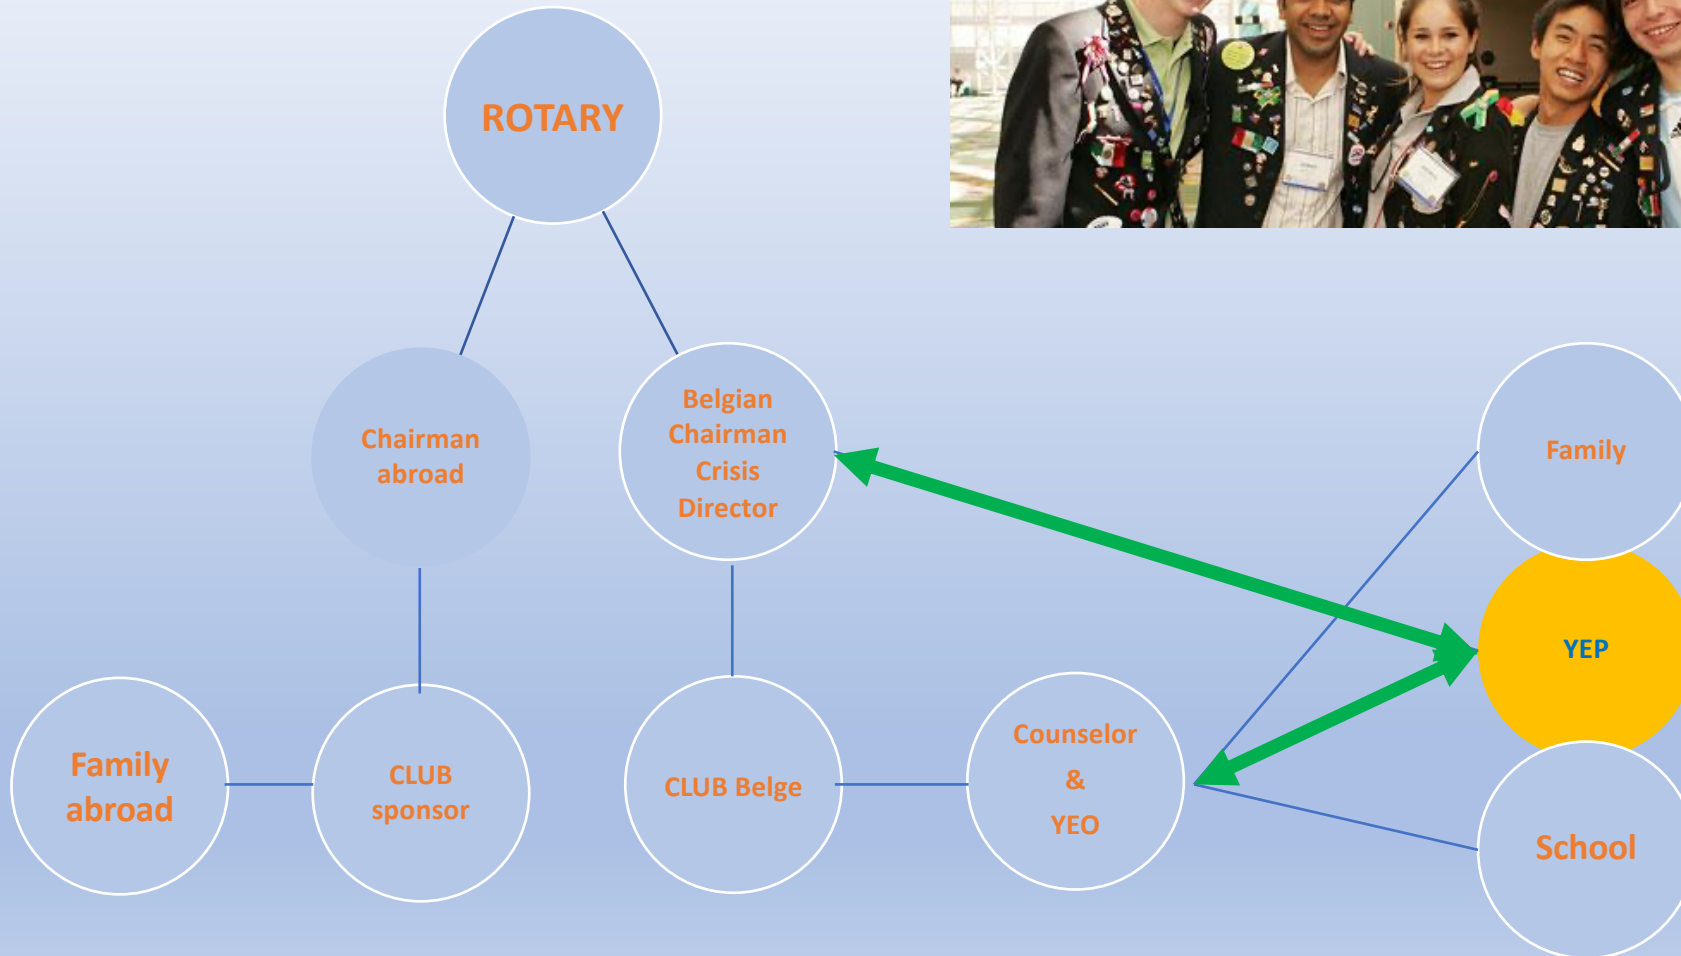 ROTARY
Chairman
abroad
Belgian
Chairman
Crisis
Director
Family
YEP
Family
abroad
CLUB
sponsor
CLUB Belge
Counselor
&
YEO
School